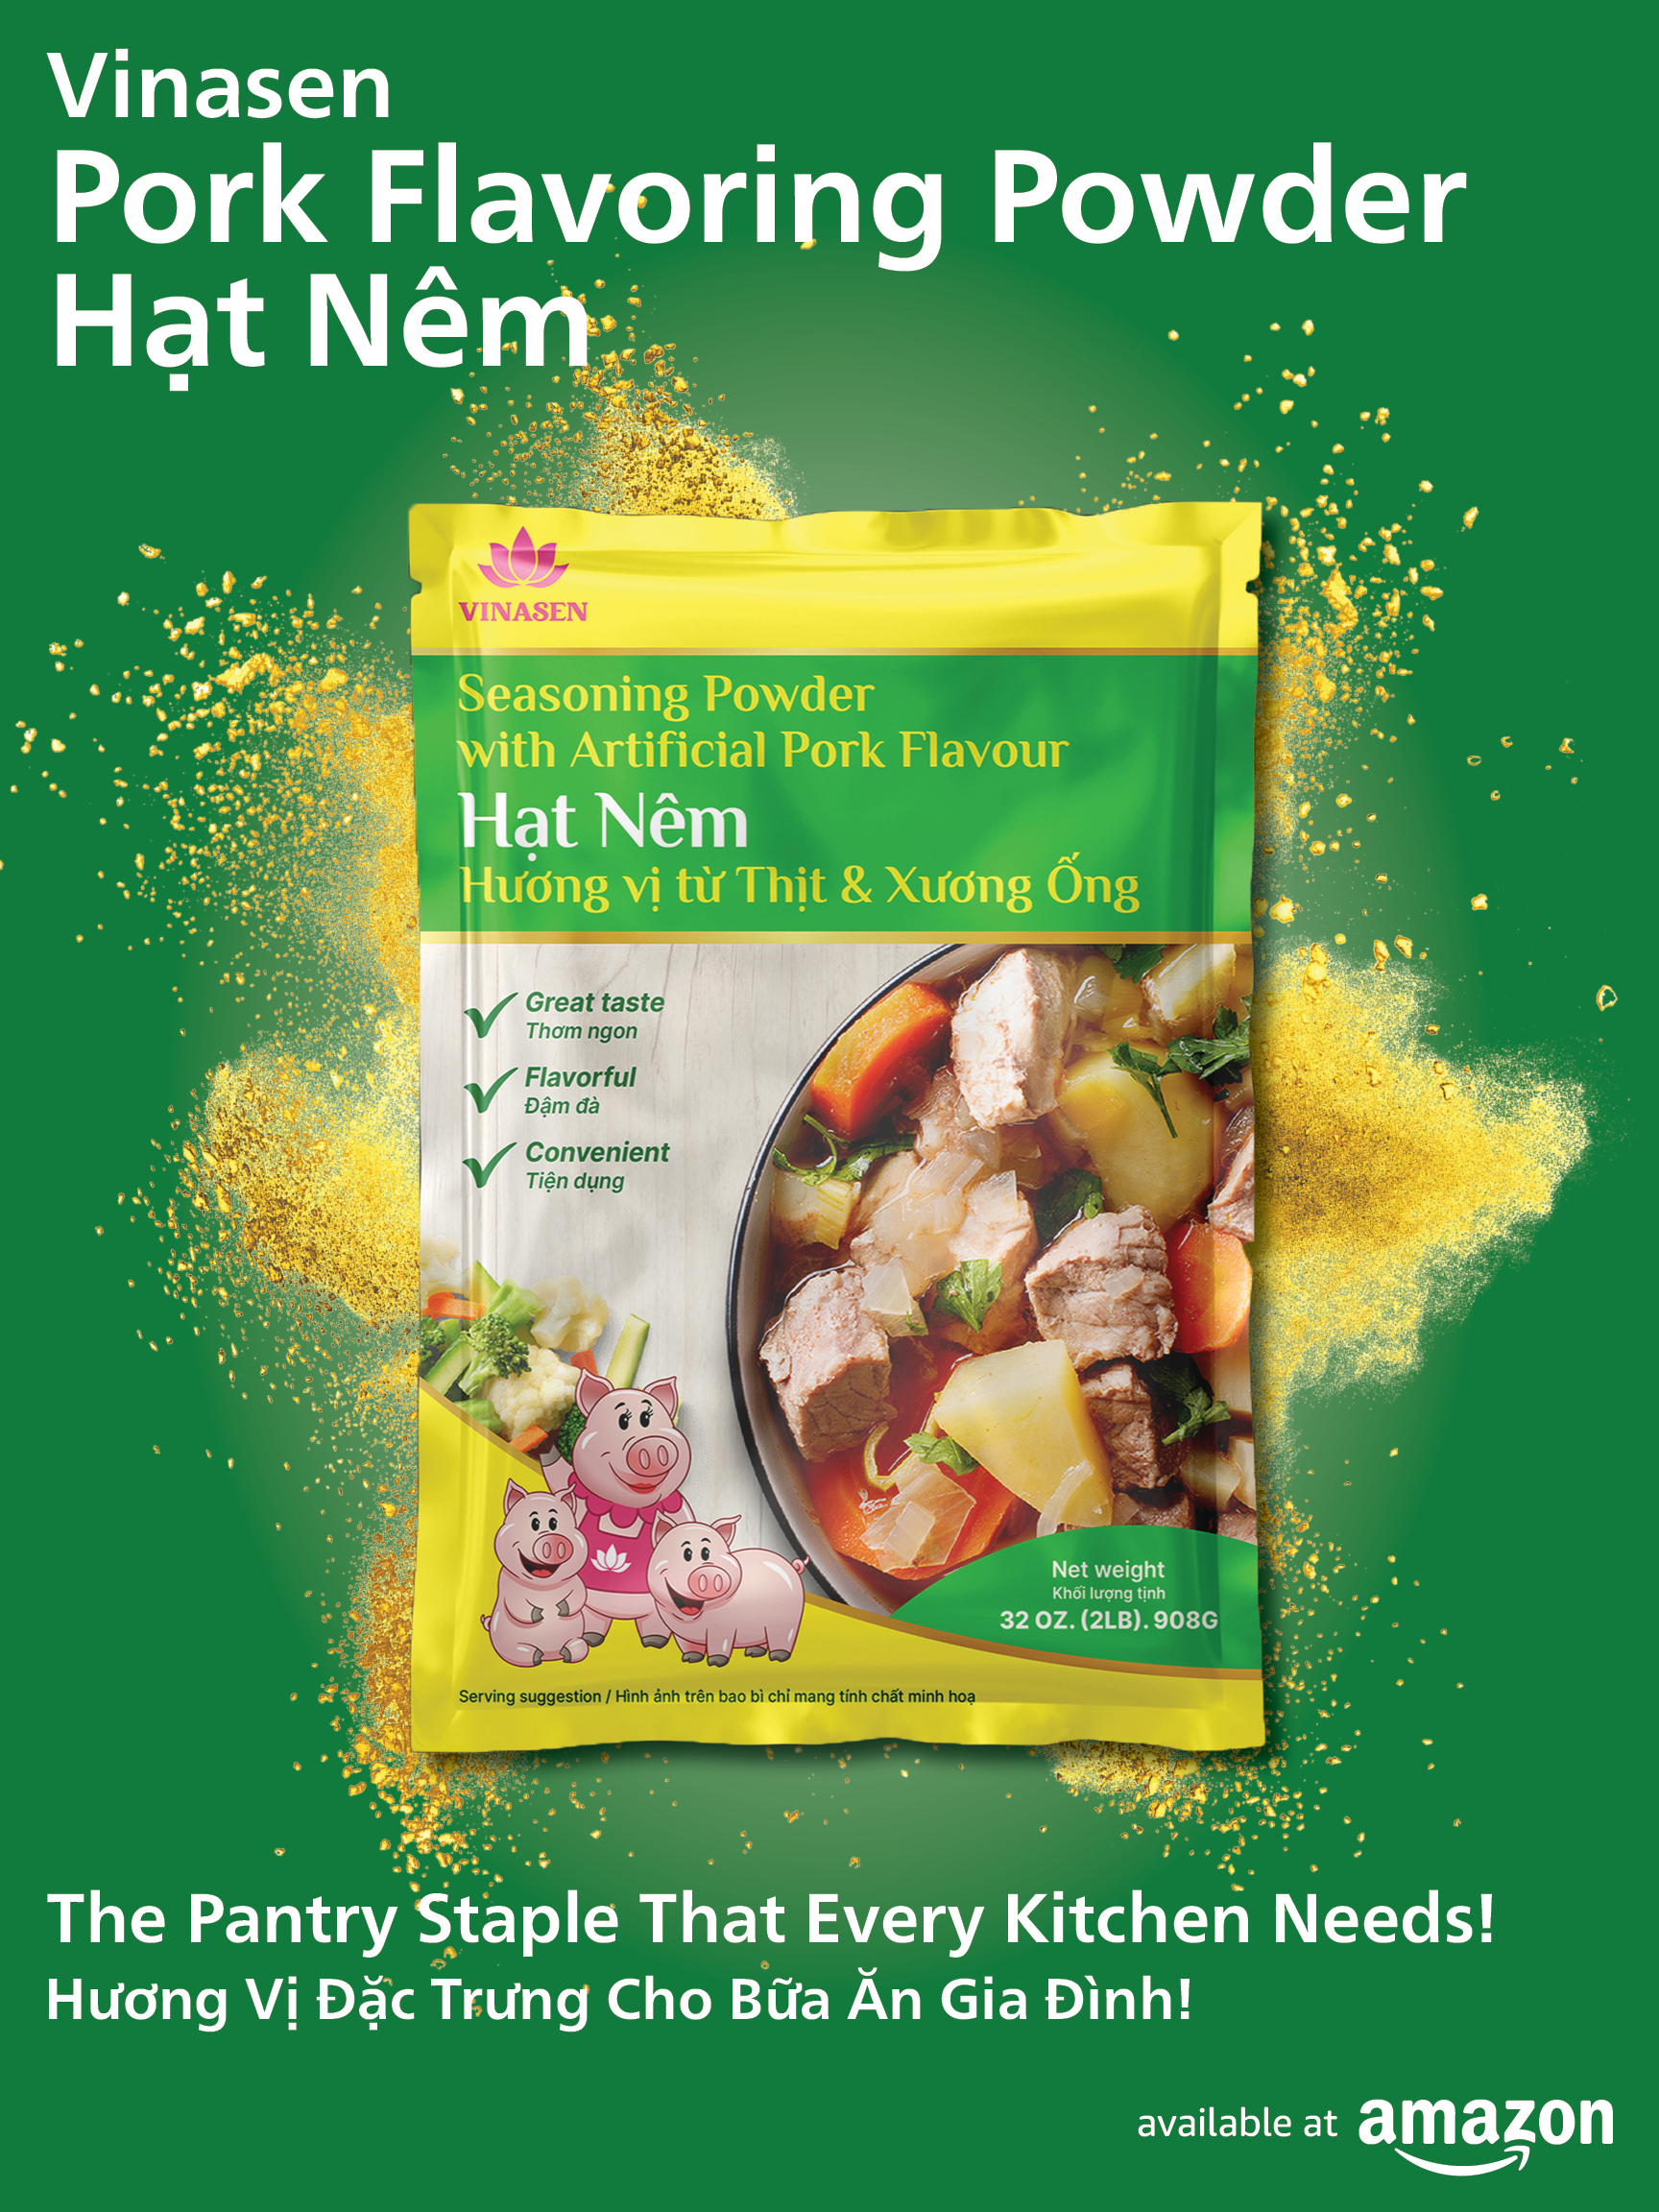 Vinasen
Pork Flavoring Powder
Hạt Nêm
VINASEN
Seasoning Powder
with Artificial Pork Flavour
Hạt Nêm
Hương vị từ Thịt & Xương Ống
Great taste
Thơm ngon
Flavorful
Đậm đà
Convenient
Tiện dụng
Net weight
Khối lượng tịnh
32 OZ. (2LB). 908G
Serving suggestion / Hình ảnh trên bao bì chỉ mang tính chất minh hoạ
The Pantry Staple That Every Kitchen Needs!
Hương Vị Đặc Trưng Cho Bữa Ăn Gia Đình!
available at amazon